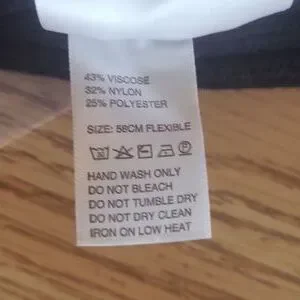 43% VISCOSE
32% NYLON
25% POLYESTER
SIZE: 58CM FLEXIBLE
HAND WASH ONLY
DO NOT BLEACH
DO NOT TUMBLE DRY
DO NOT DRY CLEAN
IRON ON LOW HEAT